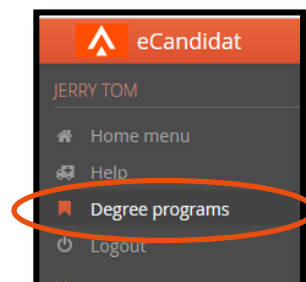 eCandidat
JERRY TOM
Home menu
Help
Degree programs
Logout